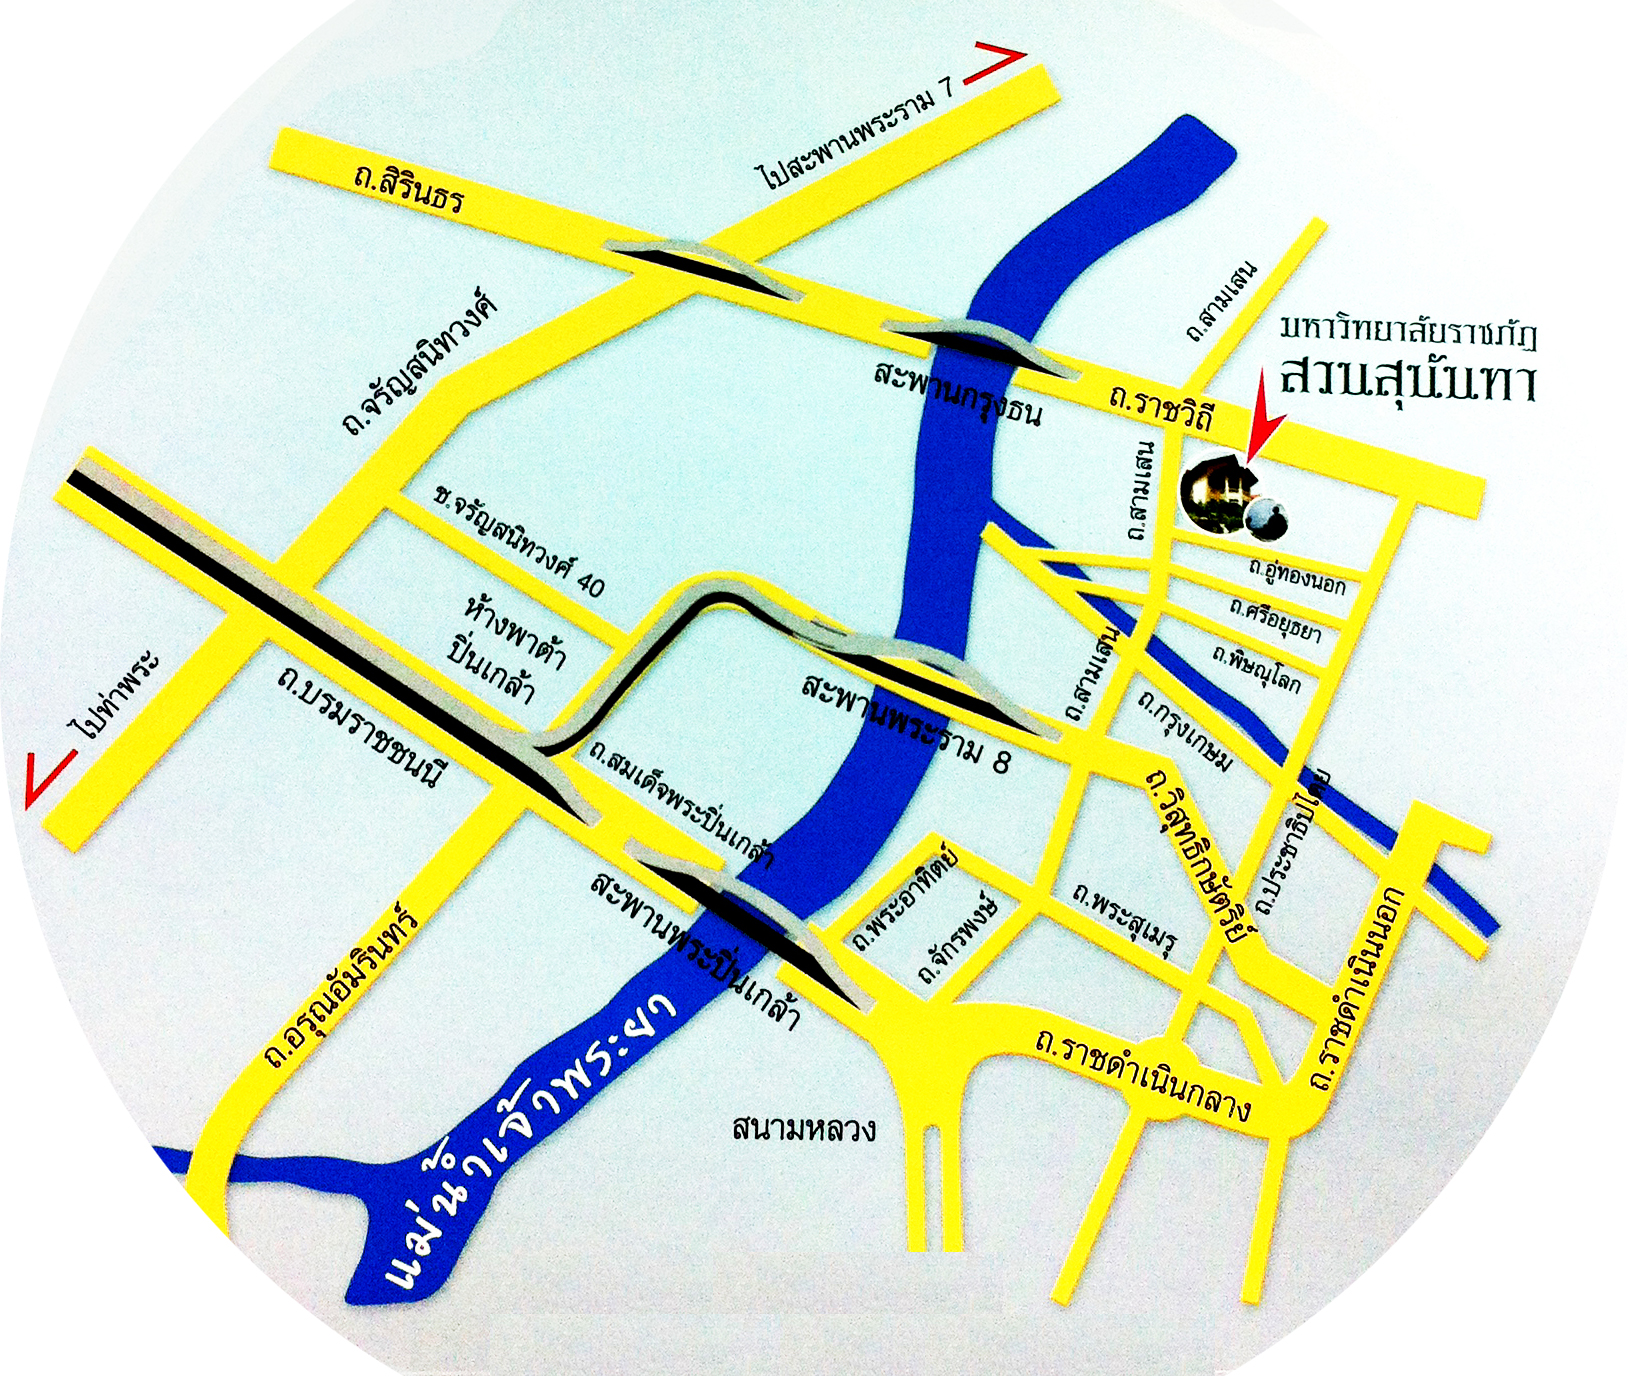 ไปสะพานพระราม 7
ถ.สิรินธร
ถ.สามเสน
มหาวิทยาลัยราชภัฏ
สวนสุนันทา
ถ.จรัญสนิทวงศ์
สะพานกรุงธน
ถ.ราชวิถี
ถ.สามเสน
ซ.จรัญสนิทวงศ์ 40
ถ.อู่ทองนอก
ถ.ศรีอยุธยา
ห้างพาต้า
ปิ่นเกล้า
ถ.พิษณุโลก
ไปท่าพระ
ถ.บรมราชชนนี
สะพานพระราม 8
ถ.สามเสน
ถ.กรุงเกษม
ถ.สมเด็จพระปิ่นเกล้า
ถ.วิสุทธิกษัตริย์
ถ.ประชาธิปไตย
สะพานพระปิ่นเกล้า
ถ.พระอาทิตย์
ถ.จักรพงษ์
ถ.พระสุเมรุ
ถ.อรุณอัมรินทร์
ถ.ราชดำเนินนอก
ถ.ราชดำเนินกลาง
สนามหลวง
แม่น้ำเจ้าพระยา